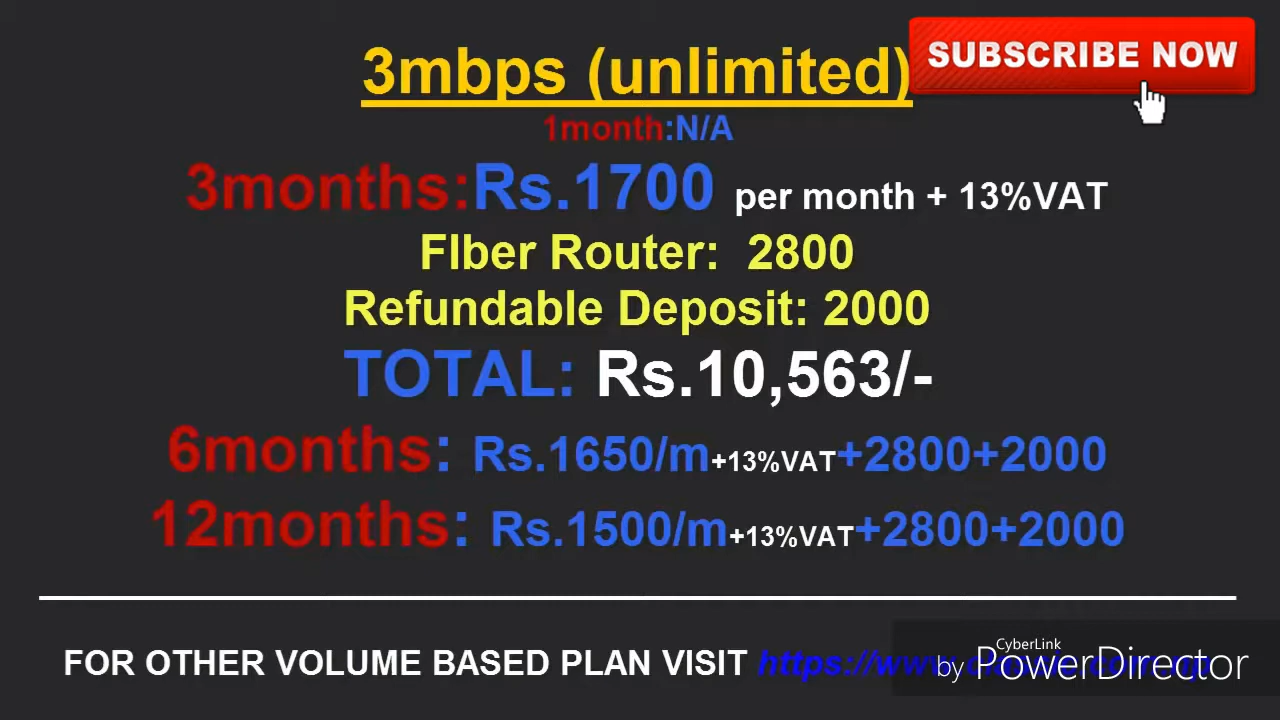 3mbps (unlimited)
SUBSCRIBE NOW
1month:N/A
3months:Rs.1700 per month + 13%VAT
FIber Router: 2800
Refundable Deposit: 2000
TOTAL: Rs.10,563/-
6months: Rs.1650/m+13%VAT+2800+2000
12months: Rs.1500/m+13%VAT+2800+2000
FOR OTHER VOLUME BASED PLAN VISIT https://www.
CyberLink
by PowerDirector